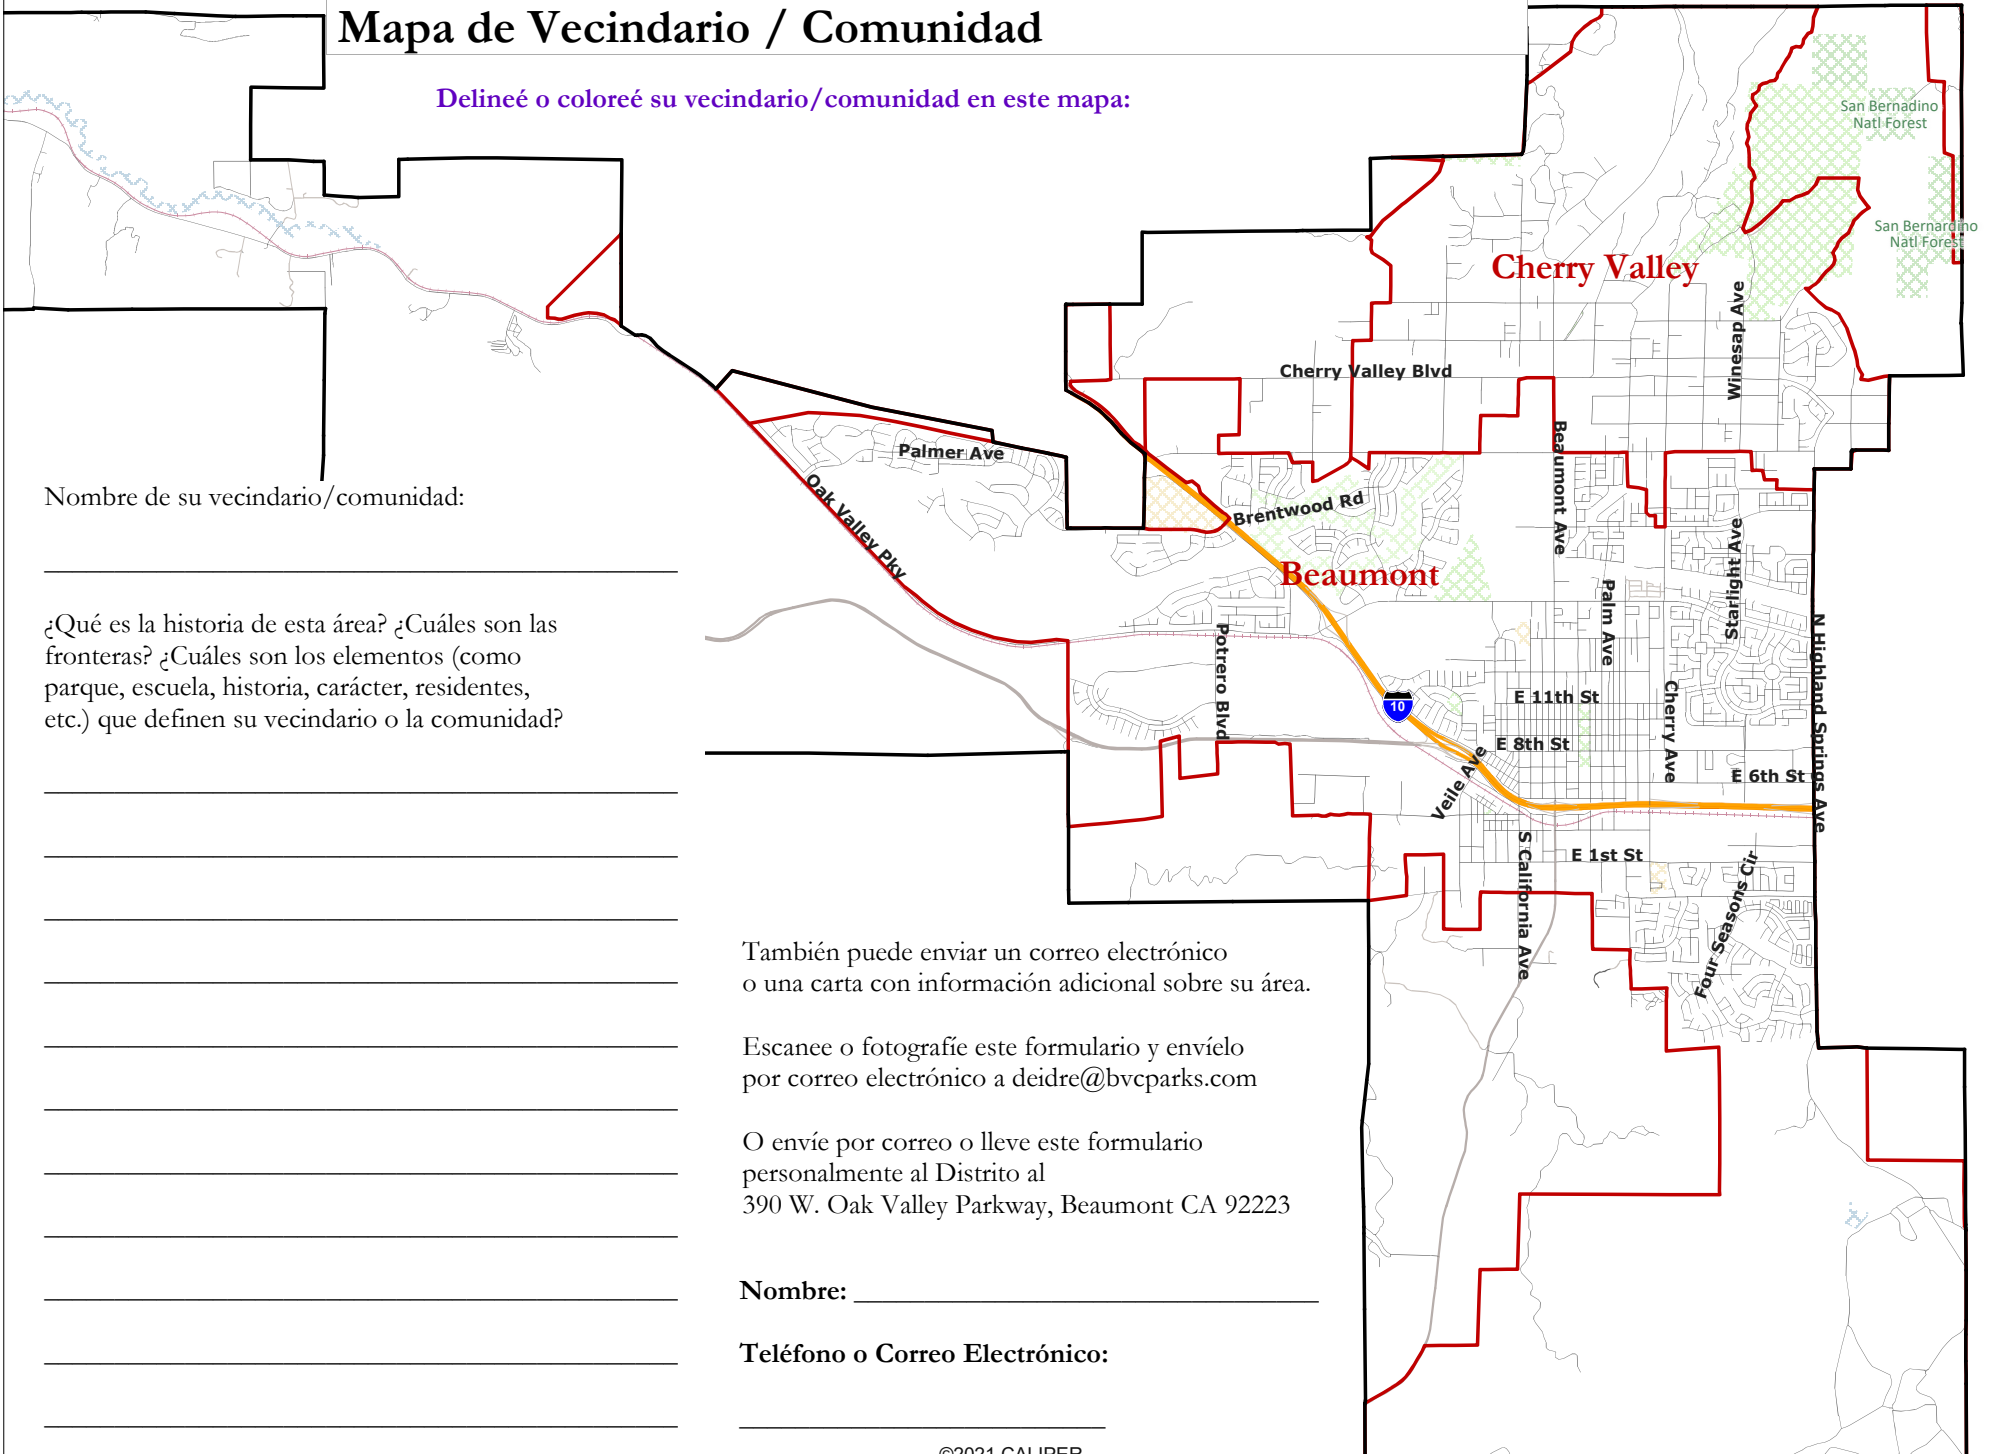 Mapa de Vecindario / Comunidad
Delineé o coloreé su vecindario/comunidad en este mapa:
San Bernadino
Natl Forest
San Bernardino
Natl Forest
Cherry Valley
Winesap Ave
Cherry Valley Blvd
Palmer Ave
Oak Valley Pky
Brentwood Rd
Beaumont Ave
Beaumont
Starlight Ave
Palm Ave
Potrero Blvd
N Highland Springs Ave
Cherry Ave
E 11th St
10
E 8th St
Veile Ave
E 6th St
E 1st St
S California Ave
Four Seasons Cir
Nombre de su vecindario/comunidad:
¿Qué es la historia de esta área? ¿Cuáles son las
fronteras? ¿Cuáles son los elementos (como
parque, escuela, historia, carácter, residentes,
etc.) que definen su vecindario o la comunidad?
También puede enviar un correo electrónico
o una carta con información adicional sobre su área.
Escanee o fotografíe este formulario y envíelo
por correo electrónico a deidre@bvcparks.com
O envíe por correo o lleve este formulario
personalmente al Distrito al
390 W. Oak Valley Parkway, Beaumont CA 92223
Nombre:
Teléfono o Correo Electrónico:
©2021 CALIPER